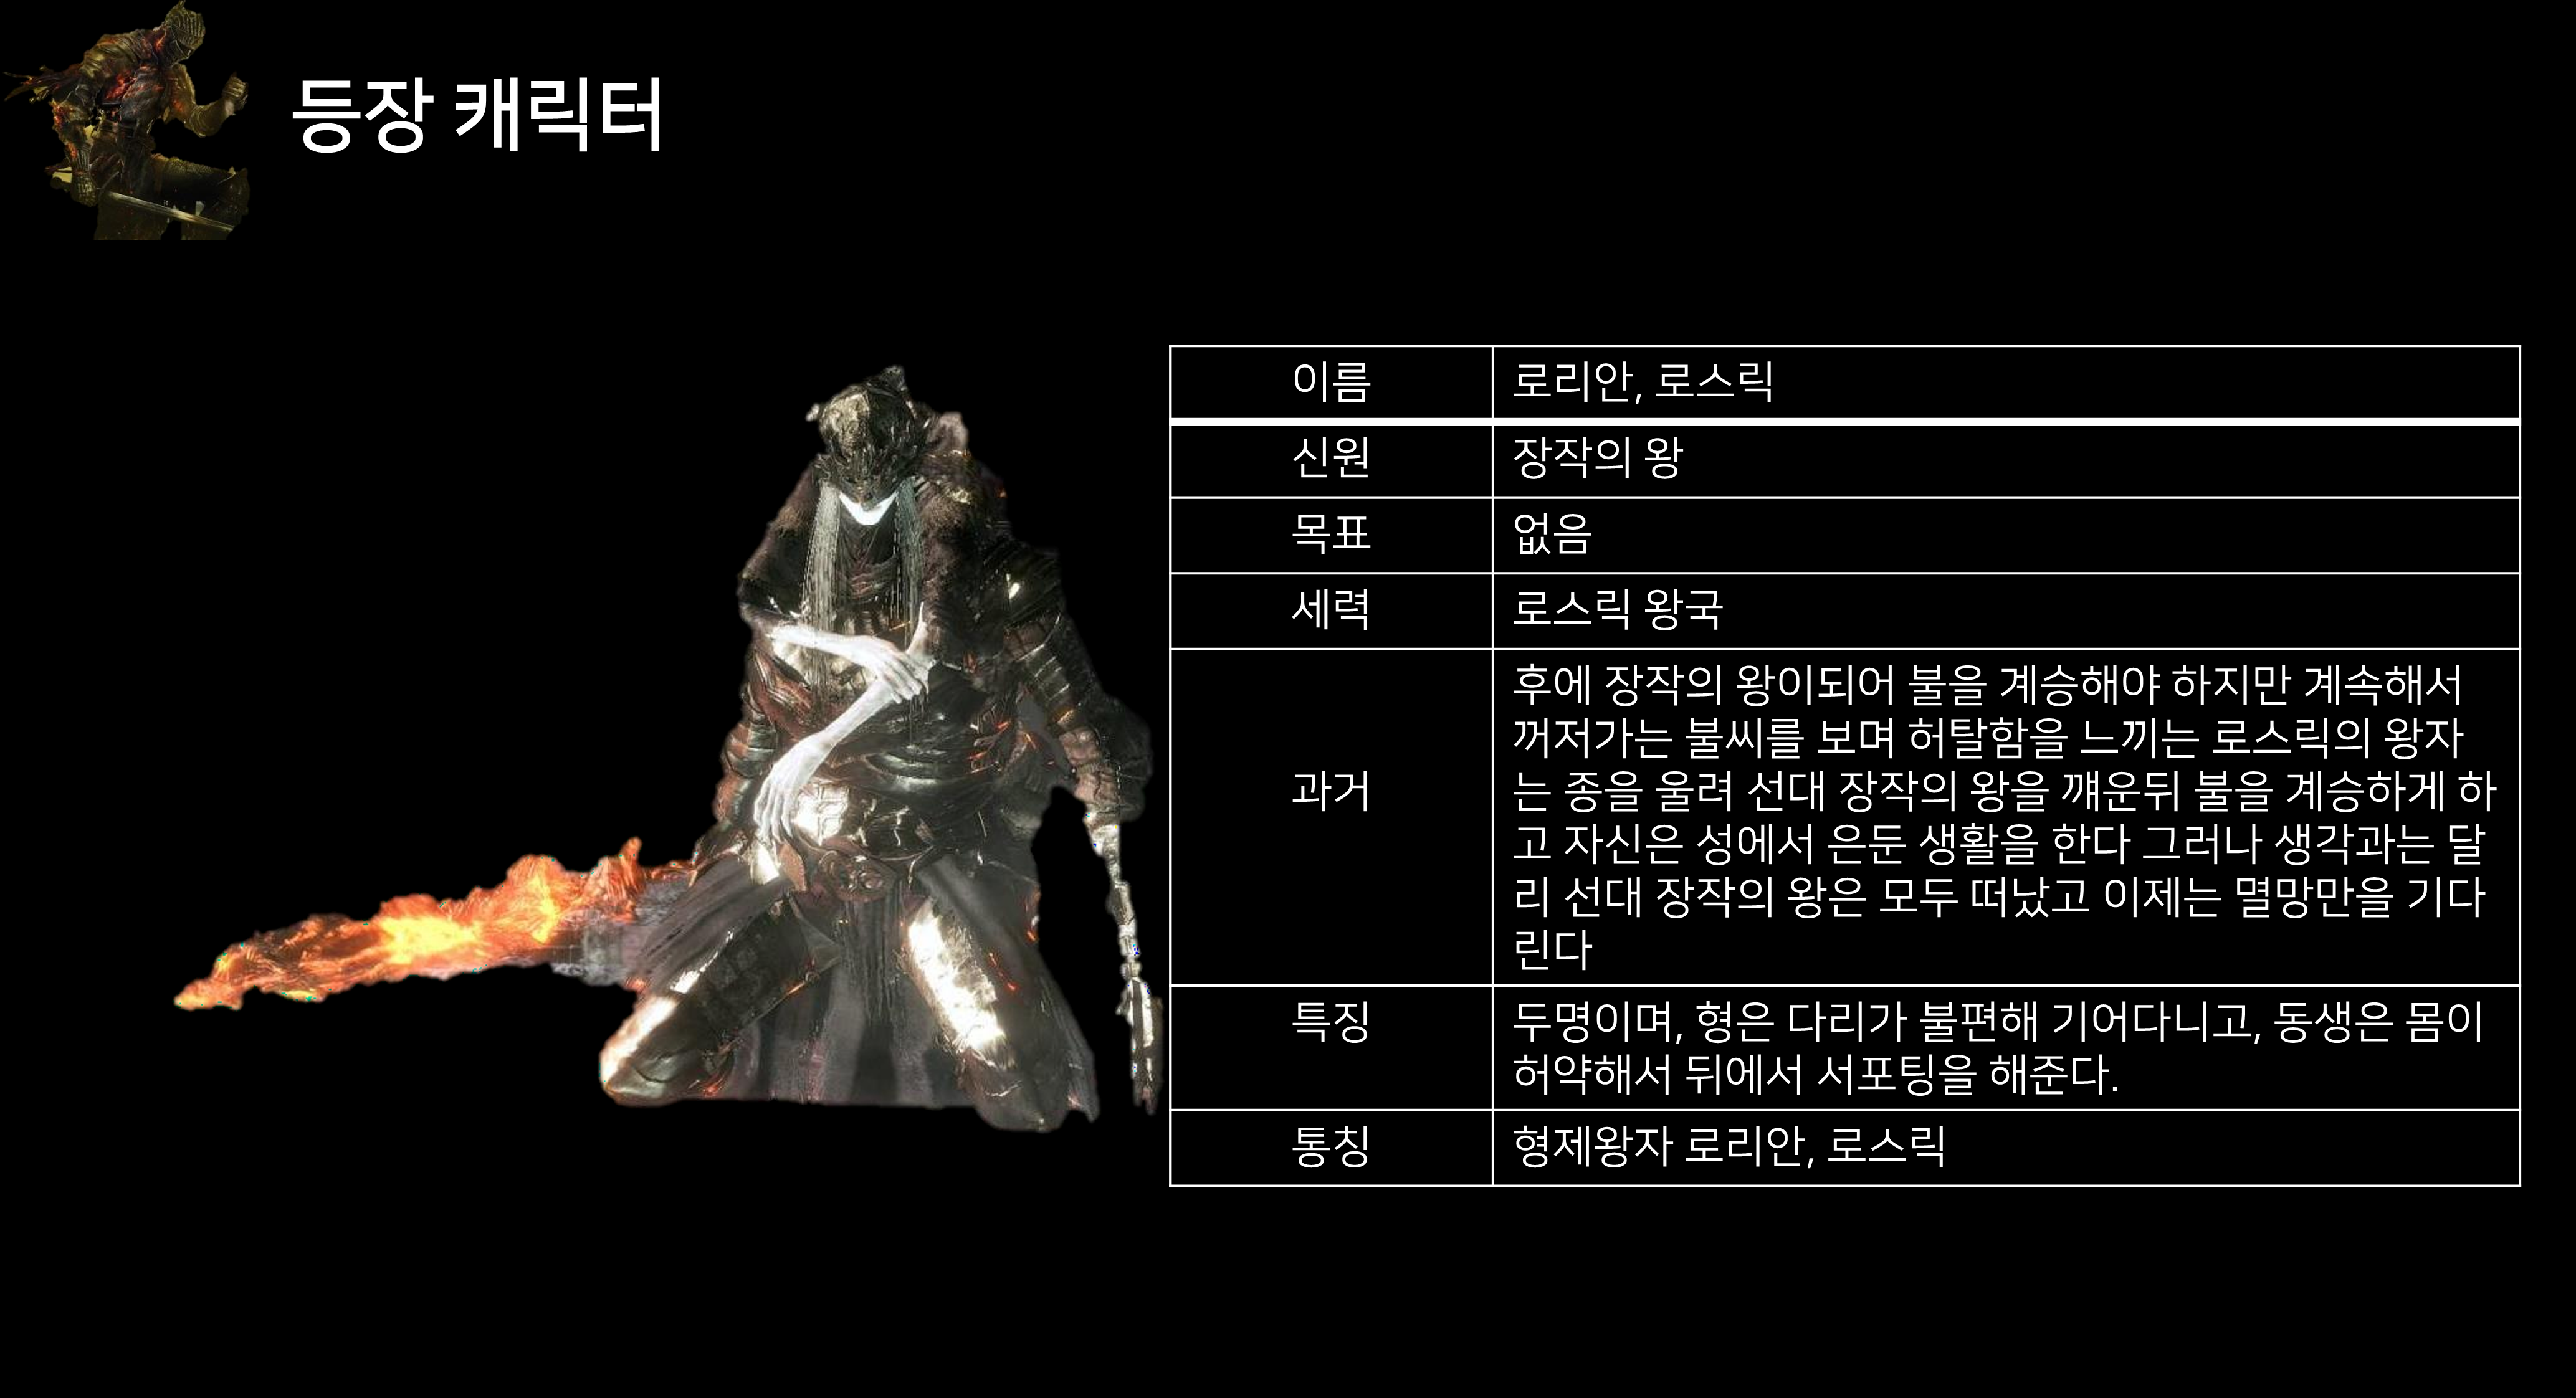 등장 캐릭터
이름
로리안, 로스릭
신원
장작의 왕
목표
없음
세력
로스릭 왕국
과거
후에 장작의 왕이되어 불을 계승해야 하지만 계속해서
꺼저가는 불씨를 보며 허탈함을 느끼는 로스릭의 왕자
는 종을 울려 선대 장작의 왕을 깨운뒤 불을 계승하게 하
고 자신은 성에서 은둔 생활을 한다 그러나 생각과는 달
리 선대 장작의 왕은 모두 떠났고 이제는 멸망만을 기다
린다
특징
두명이며, 형은 다리가 불편해 기어다니고, 동생은 몸이
허약해서 뒤에서 서포팅을 해준다.
통칭
형제왕자 로리안, 로스릭